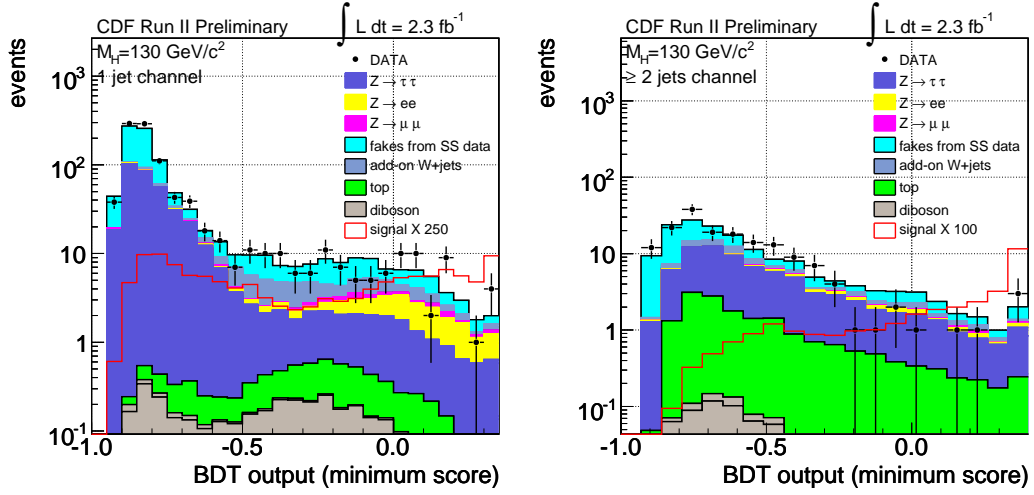 CDF Run II Preliminary
∫ L dt = 2.3 fb⁻¹
M_H=130 GeV/c²
1 jet channel
DATA
Z → τ τ
Z → ee
Z → μ μ
fakes from SS data
add-on W+jets
top
diboson
signal X 250
events
10³
10²
10
1
10⁻¹
-1.0 -0.5 0.0
BDT output (minimum score)
CDF Run II Preliminary
∫ L dt = 2.3 fb⁻¹
M_H=130 GeV/c²
≥ 2 jets channel
DATA
Z → τ τ
Z → ee
Z → μ μ
fakes from SS data
add-on W+jets
top
diboson
signal X 100
events
10³
10²
10
1
10⁻¹
-1.0 -0.5 0.0
BDT output (minimum score)